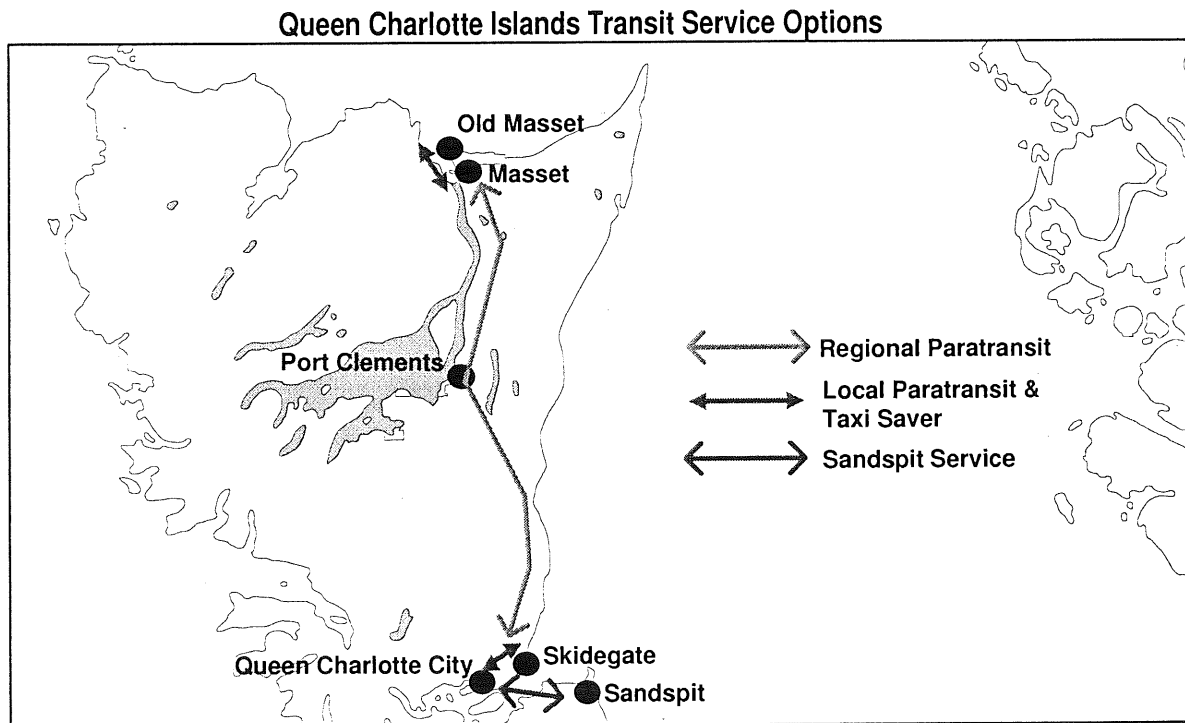 Queen Charlotte Islands Transit Service Options
Old Masset
Masset
Port Clements
Regional Paratransit
Local Paratransit &
Taxi Saver
Sandspit Service
Queen Charlotte City
Skidegate
Sandspit